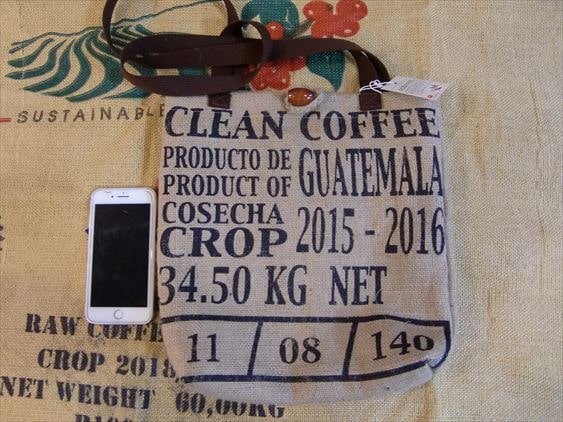 SUSTAINABLE
CLEAN COFFEE
PRODUCTO DE
PRODUCT OF
GUATEMALA
COSECHA
CROP
2015 - 2016
34.50 KG NET
11 / 08 / 140
RAW COFFE
CROP 2018
NET WEIGHT 60,00KG